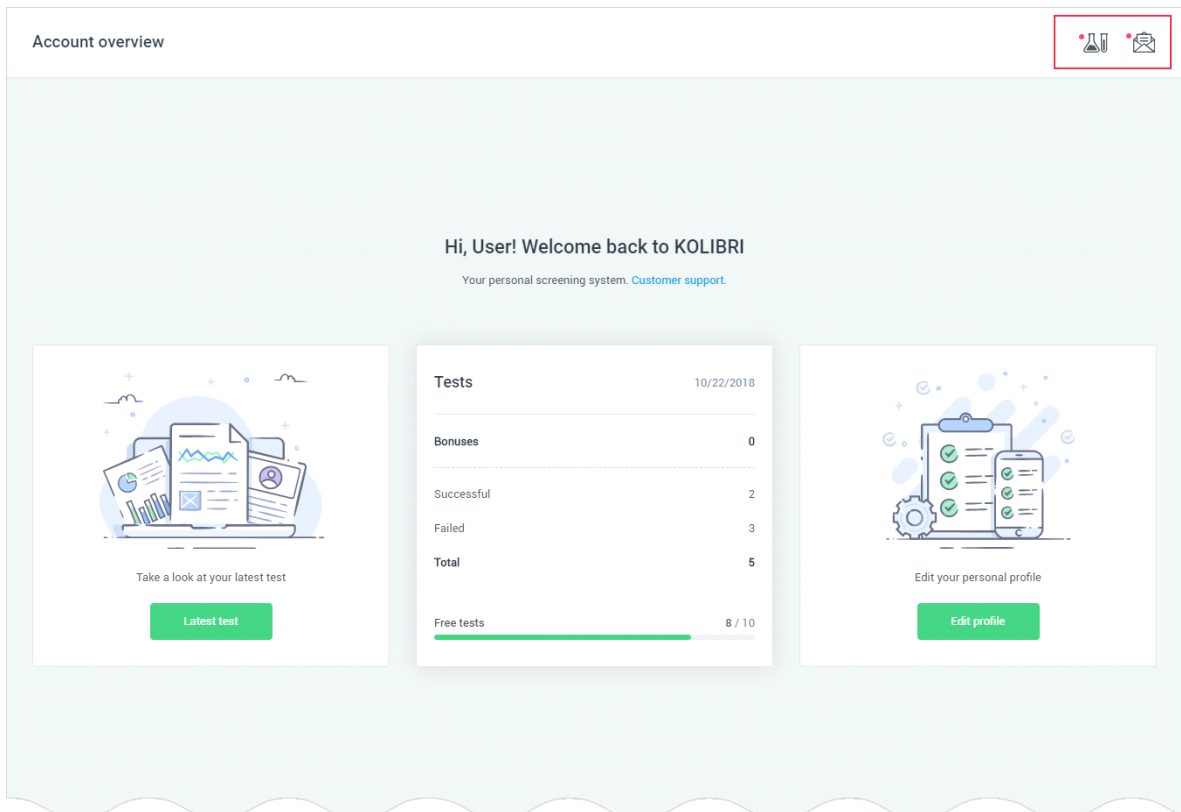 Account overview
Hi, User! Welcome back to KOLIBRI
Your personal screening system. Customer support.
Take a look at your latest test
Latest test
Tests 10/22/2018
Bonuses 0
Successful 2
Failed 3
Total 5
Free tests 8 / 10
Edit your personal profile
Edit profile